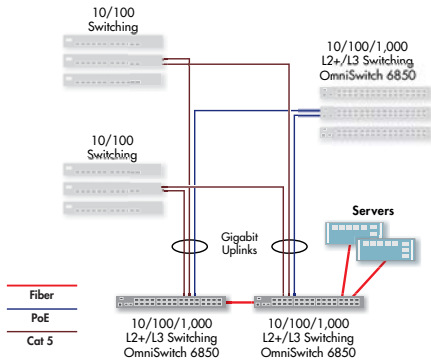 10/100
Switching
10/100/1,000
L2+/L3 Switching
OmniSwitch 6850
10/100
Switching
Servers
Gigabit
Uplinks
Fiber
PoE
Cat 5
10/100/1,000
L2+/L3 Switching
OmniSwitch 6850
10/100/1,000
L2+/L3 Switching
OmniSwitch 6850